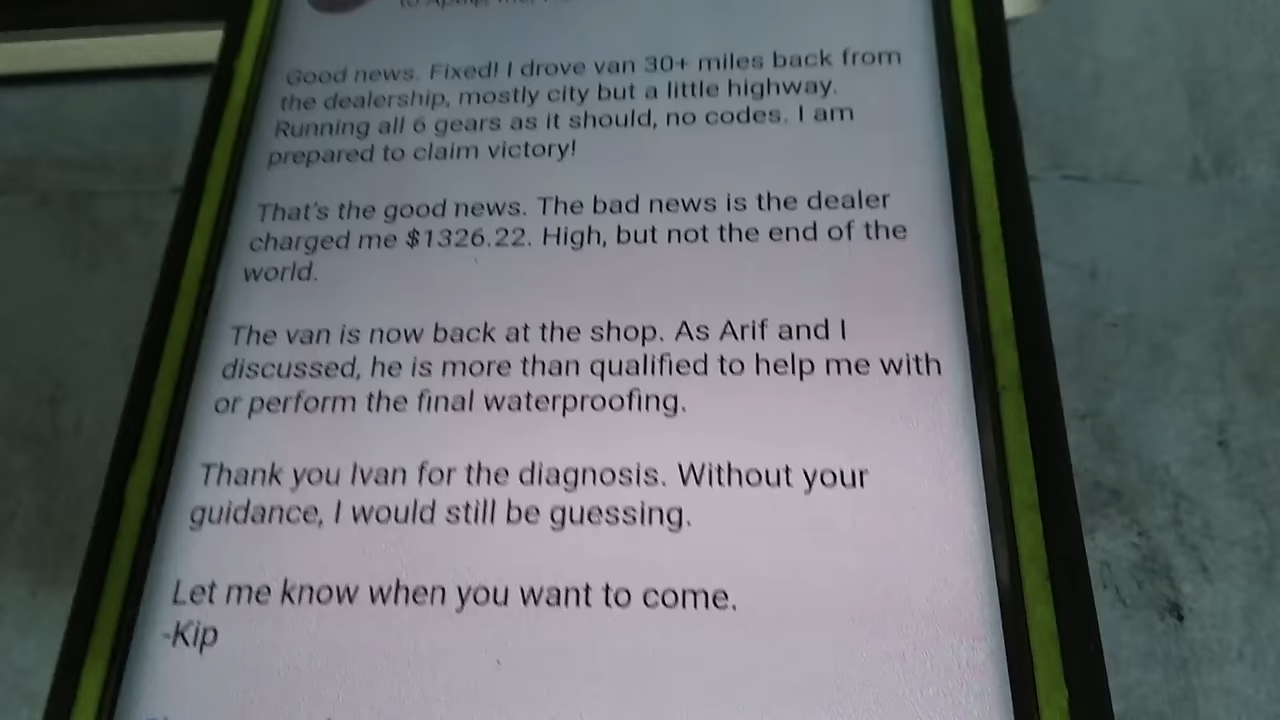 Good news. Fixed! I drove van 30+ miles back from
the dealership, mostly city but a little highway.
Running all 6 gears as it should, no codes. I am
prepared to claim victory!
That's the good news. The bad news is the dealer
charged me $1326.22. High, but not the end of the
world.
The van is now back at the shop. As Arif and I
discussed, he is more than qualified to help me with
or perform the final waterproofing.
Thank you Ivan for the diagnosis. Without your
guidance, I would still be guessing.
Let me know when you want to come.
-Kip